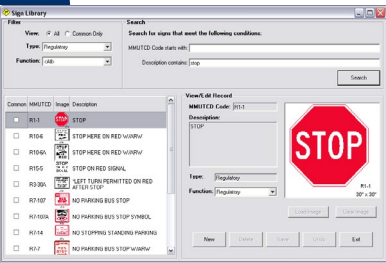 Sign Library
Filter
View: All Common Only
Type: Regulatory
Function: <All>
Search
Search for signs that meet the following conditions:
MMUTCD Code starts with:
Description contains: stop
Search
Common MMUTCD Image Description
R1-1 STOP STOP
R10-6 STOP HERE ON RED W/ARW
R10-6A STOP HERE ON RED W/ARW
R10-5 STOP ON RED SIGNAL
R3-30A "LEFT TURN PERMITTED ON RED
AFTER STOP
R7-107 NO PARKING BUS STOP
R7-107A NO PARKING BUS STOP SYMBOL
R7-14 NO STOPPING STANDING PARKING
R7-7 NO PARKING BUS STOP W/ARW
View/Edit Record
MMUTCD Code: R1-1
Description:
STOP
Type: Regulatory
Function: Regulatory
STOP
R1-1
30" x 30"
Load Image Clear Image
New Delete Save Undo Exit